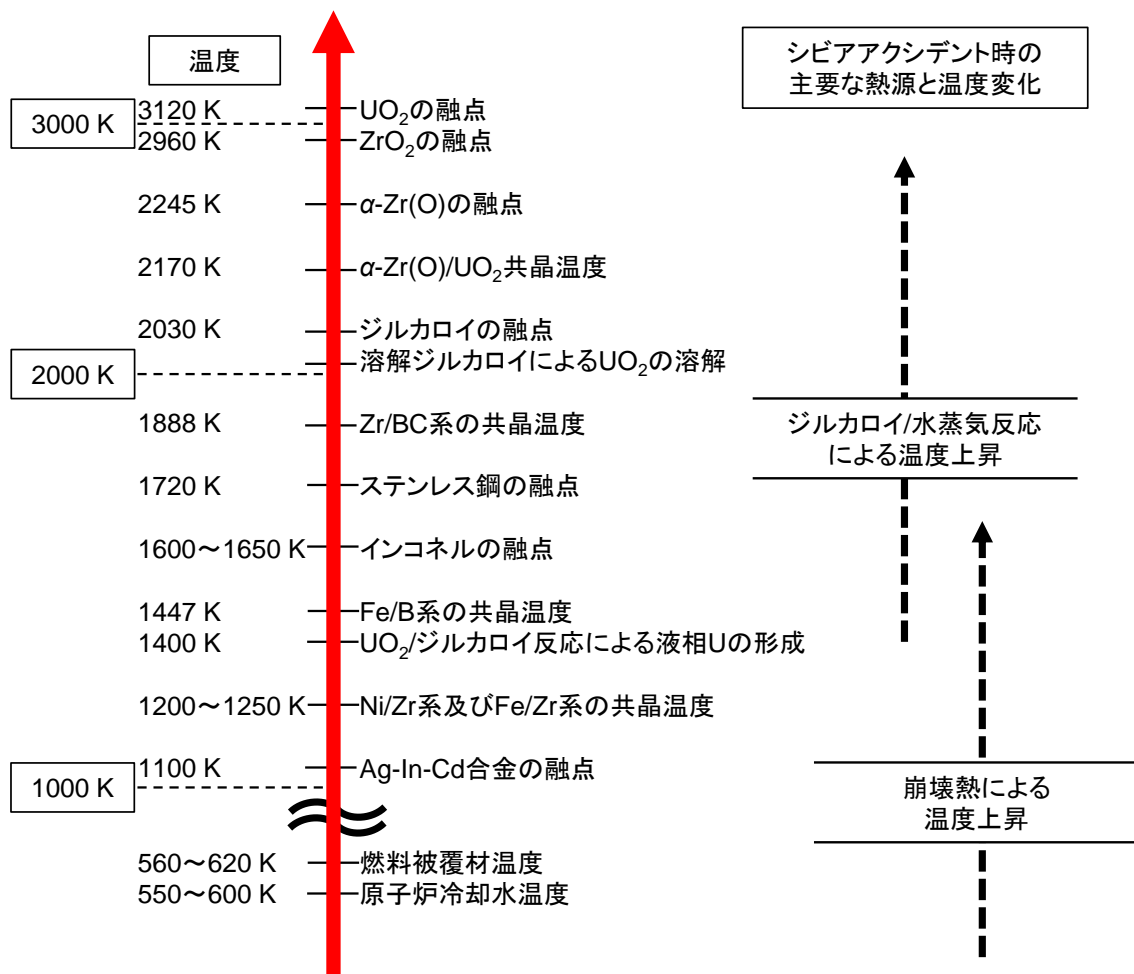 温度
シビアアクシデント時の
主要な熱源と温度変化
3120 K UO₂の融点
3000 K
2960 K ZrO₂の融点
2245 K α-Zr(O)の融点
2170 K α-Zr(O)/UO₂共晶温度
2030 K ジルカロイの融点
溶解ジルカロイによるUO₂の溶解
2000 K
1888 K Zr/BC系の共晶温度
ジルカロイ/水蒸気反応
による温度上昇
1720 K ステンレス鋼の融点
1600～1650 K インコネルの融点
1447 K Fe/B系の共晶温度
1400 K UO₂/ジルカロイ反応による液相Uの形成
1200～1250 K Ni/Zr系及びFe/Zr系の共晶温度
1100 K Ag-In-Cd合金の融点
1000 K
崩壊熱による
温度上昇
560～620 K 燃料被覆材温度
550～600 K 原子炉冷却水温度